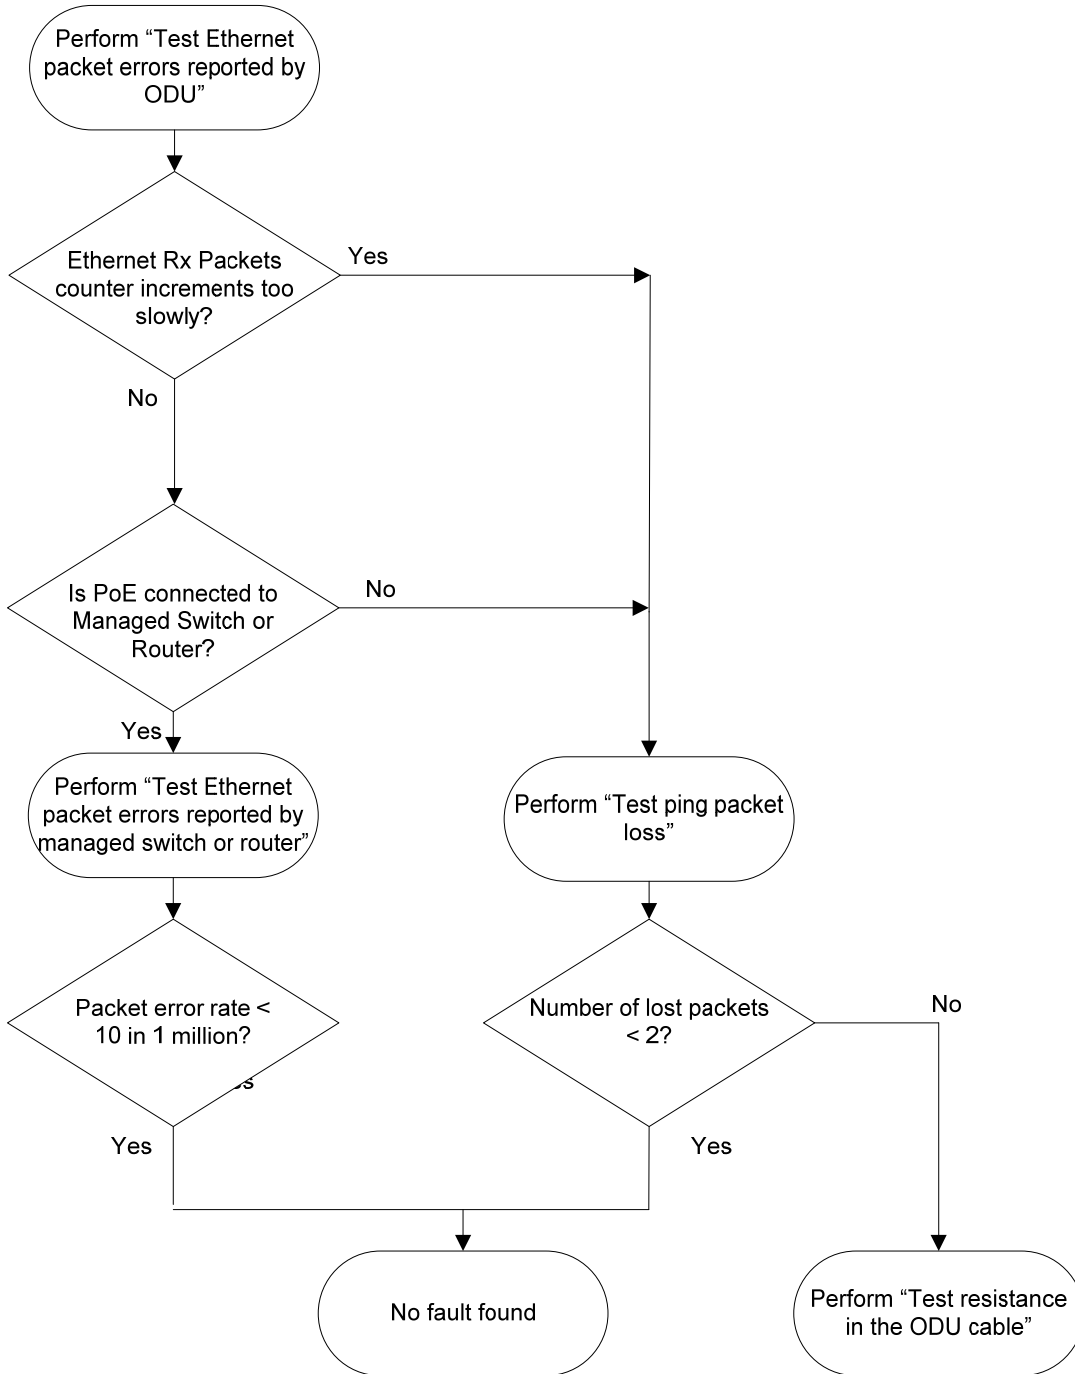 Perform “Test Ethernet
packet errors reported by
ODU”
Ethernet Rx Packets
counter increments too
slowly?
Yes
No
Is PoE connected to
Managed Switch or
Router?
No
Yes
Perform “Test Ethernet
packet errors reported by
managed switch or router”
Perform “Test ping packet
loss”
Packet error rate <
10 in 1 million?
Number of lost packets
< 2?
No
Yes
Yes
No fault found
Perform “Test resistance
in the ODU cable”